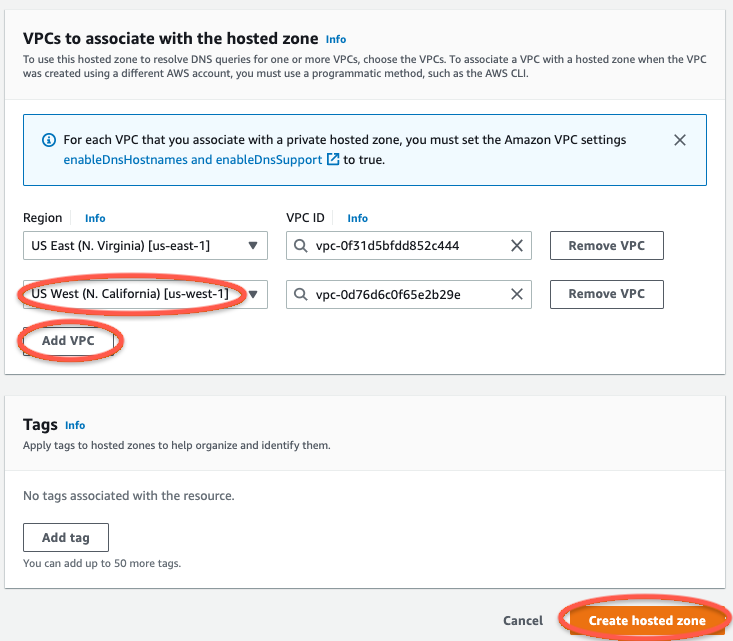 VPCs to associate with the hosted zone Info
To use this hosted zone to resolve DNS queries for one or more VPCs, choose the VPCs. To associate a VPC with a hosted zone when the VPC
was created using a different AWS account, you must use a programmatic method, such as the AWS CLI.
For each VPC that you associate with a private hosted zone, you must set the Amazon VPC settings
enableDnsHostnames and enableDnsSupport to true.
Region Info VPC ID Info
US East (N. Virginia) [us-east-1] vpc-0f31d5bfdd852c444 Remove VPC
US West (N. California) [us-west-1] vpc-0d76d6c0f65e2b29e Remove VPC
Add VPC
Tags Info
Apply tags to hosted zones to help organize and identify them.
No tags associated with the resource.
Add tag
You can add up to 50 more tags.
Cancel Create hosted zone